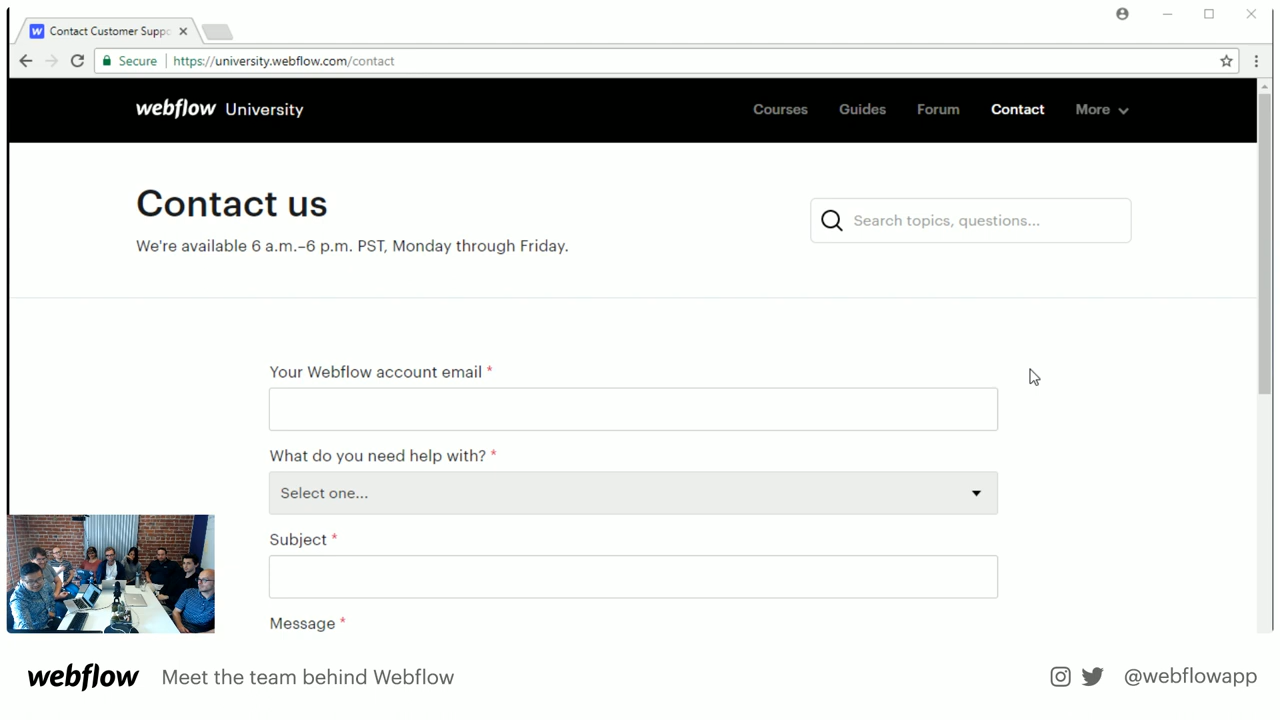 Contact Customer Suppo
Secure https://university.webflow.com/contact
webflow University Courses Guides Forum Contact More
Contact us
Search topics, questions...
We're available 6 a.m.–6 p.m. PST, Monday through Friday.
Your Webflow account email *
What do you need help with? *
Select one...
Subject *
Message *
webflow Meet the team behind Webflow @webflowapp